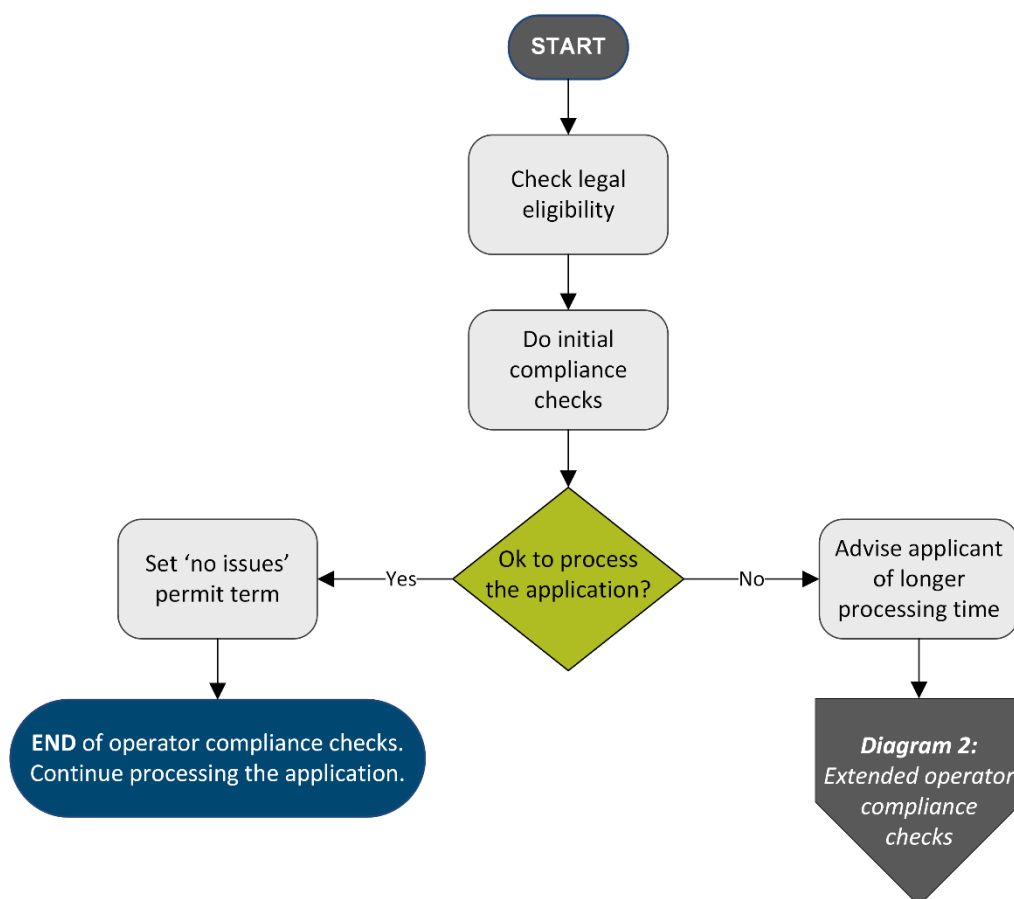 START
Check legal
eligibility
Do initial
compliance
checks
Ok to process
the application?
Yes
No
Set ‘no issues’
permit term
Advise applicant
of longer
processing time
END of operator compliance checks.
Continue processing the application.
Diagram 2:
Extended operator
compliance
checks